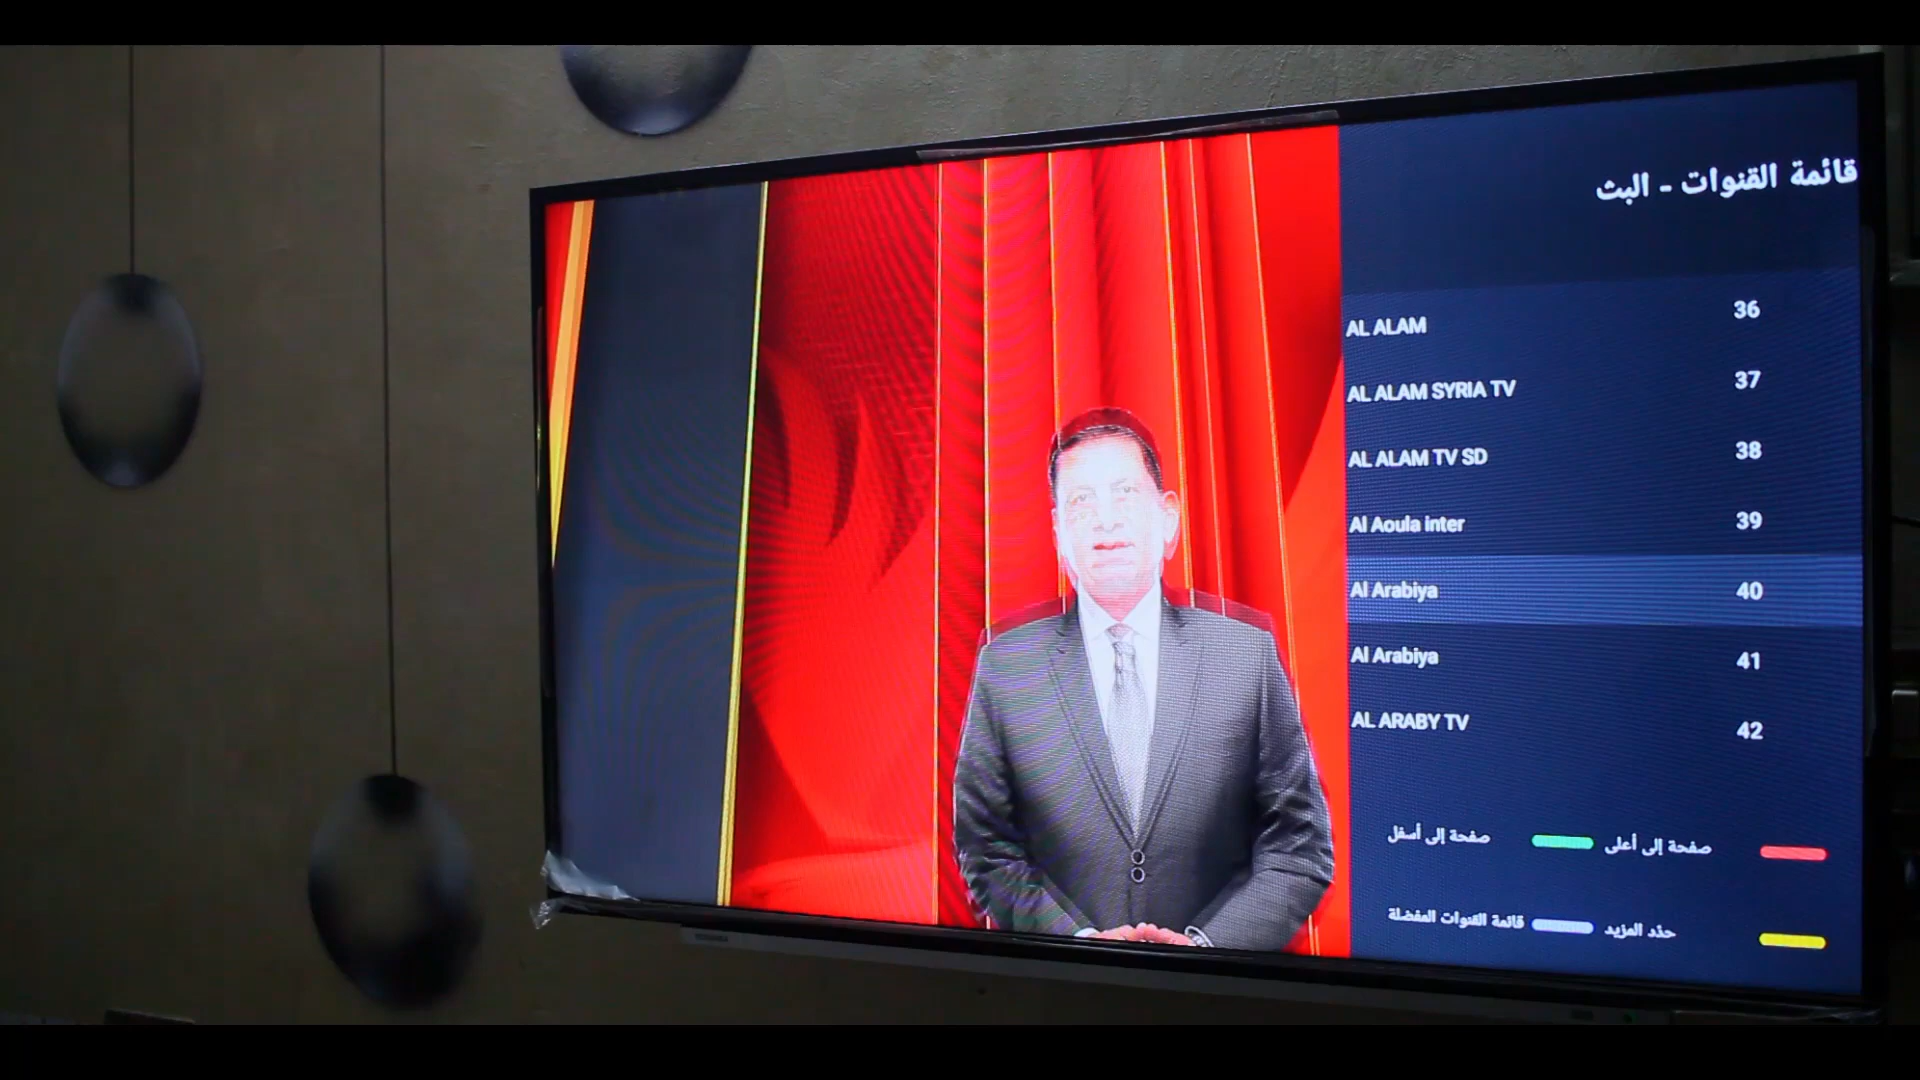 قائمة القنوات - البث
AL ALAM 36
AL ALAM SYRIA TV 37
AL ALAM TV SD 38
Al Aoula inter 39
Al Arabiya 40
Al Arabiya 41
AL ARABY TV 42
صفحة إلى أعلى صفحة إلى أسفل
حدّد المزيد قائمة القنوات المفضلة